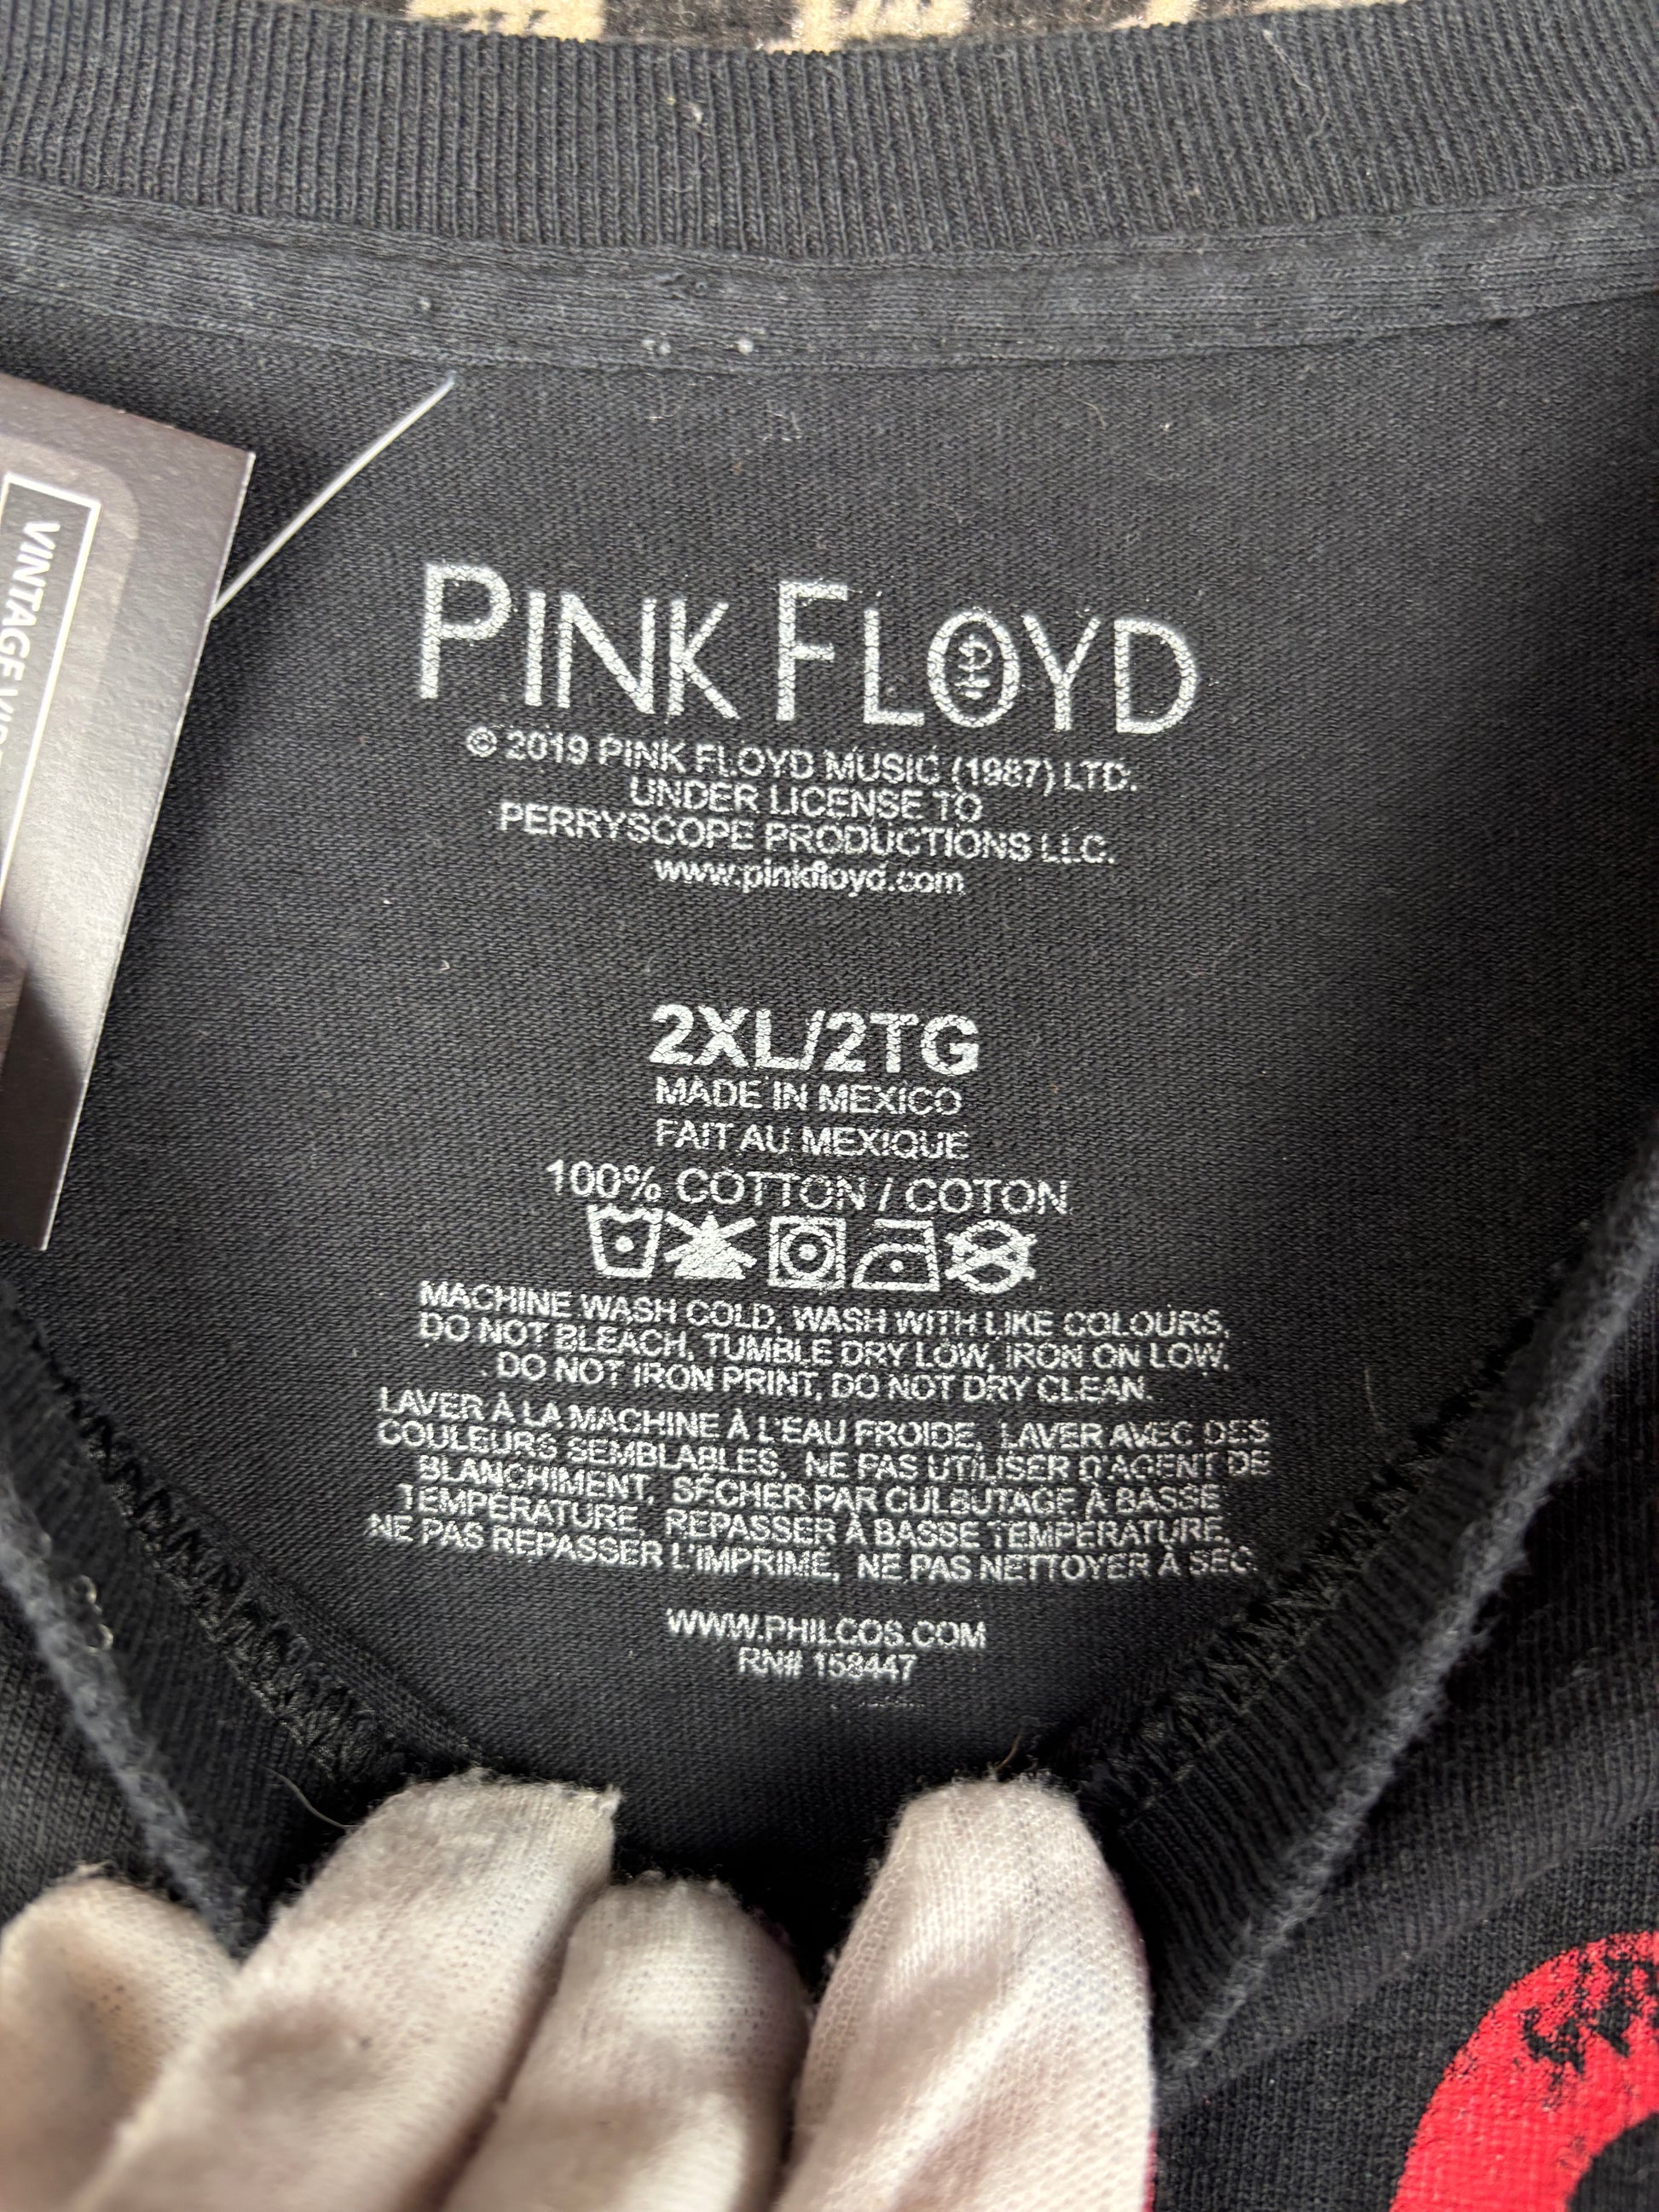 VINTAGE
PINK FLOYD
© 2019 PINK FLOYD MUSIC (1987) LTD.
UNDER LICENSE TO
PERRYSCOPE PRODUCTIONS LLC.
www.pinkfloyd.com
2XL/2TG
MADE IN MEXICO
FAIT AU MEXIQUE
100% COTTON / COTON
MACHINE WASH COLD, WASH WITH LIKE COLOURS,
DO NOT BLEACH, TUMBLE DRY LOW, IRON ON LOW.
DO NOT IRON PRINT, DO NOT DRY CLEAN.
LAVER À LA MACHINE À L'EAU FROIDE, LAVER AVEC DES
COULEURS SEMBLABLES, NE PAS UTILISER D'AGENT DE
BLANCHIMENT, SÉCHER PAR CULBUTAGE À BASSE
TEMPÉRATURE, REPASSER À BASSE TEMPÉRATURE,
NE PAS REPASSER L'IMPRIMÉ, NE PAS NETTOYER À SEC.
WWW.PHILCOS.COM
RN# 158447